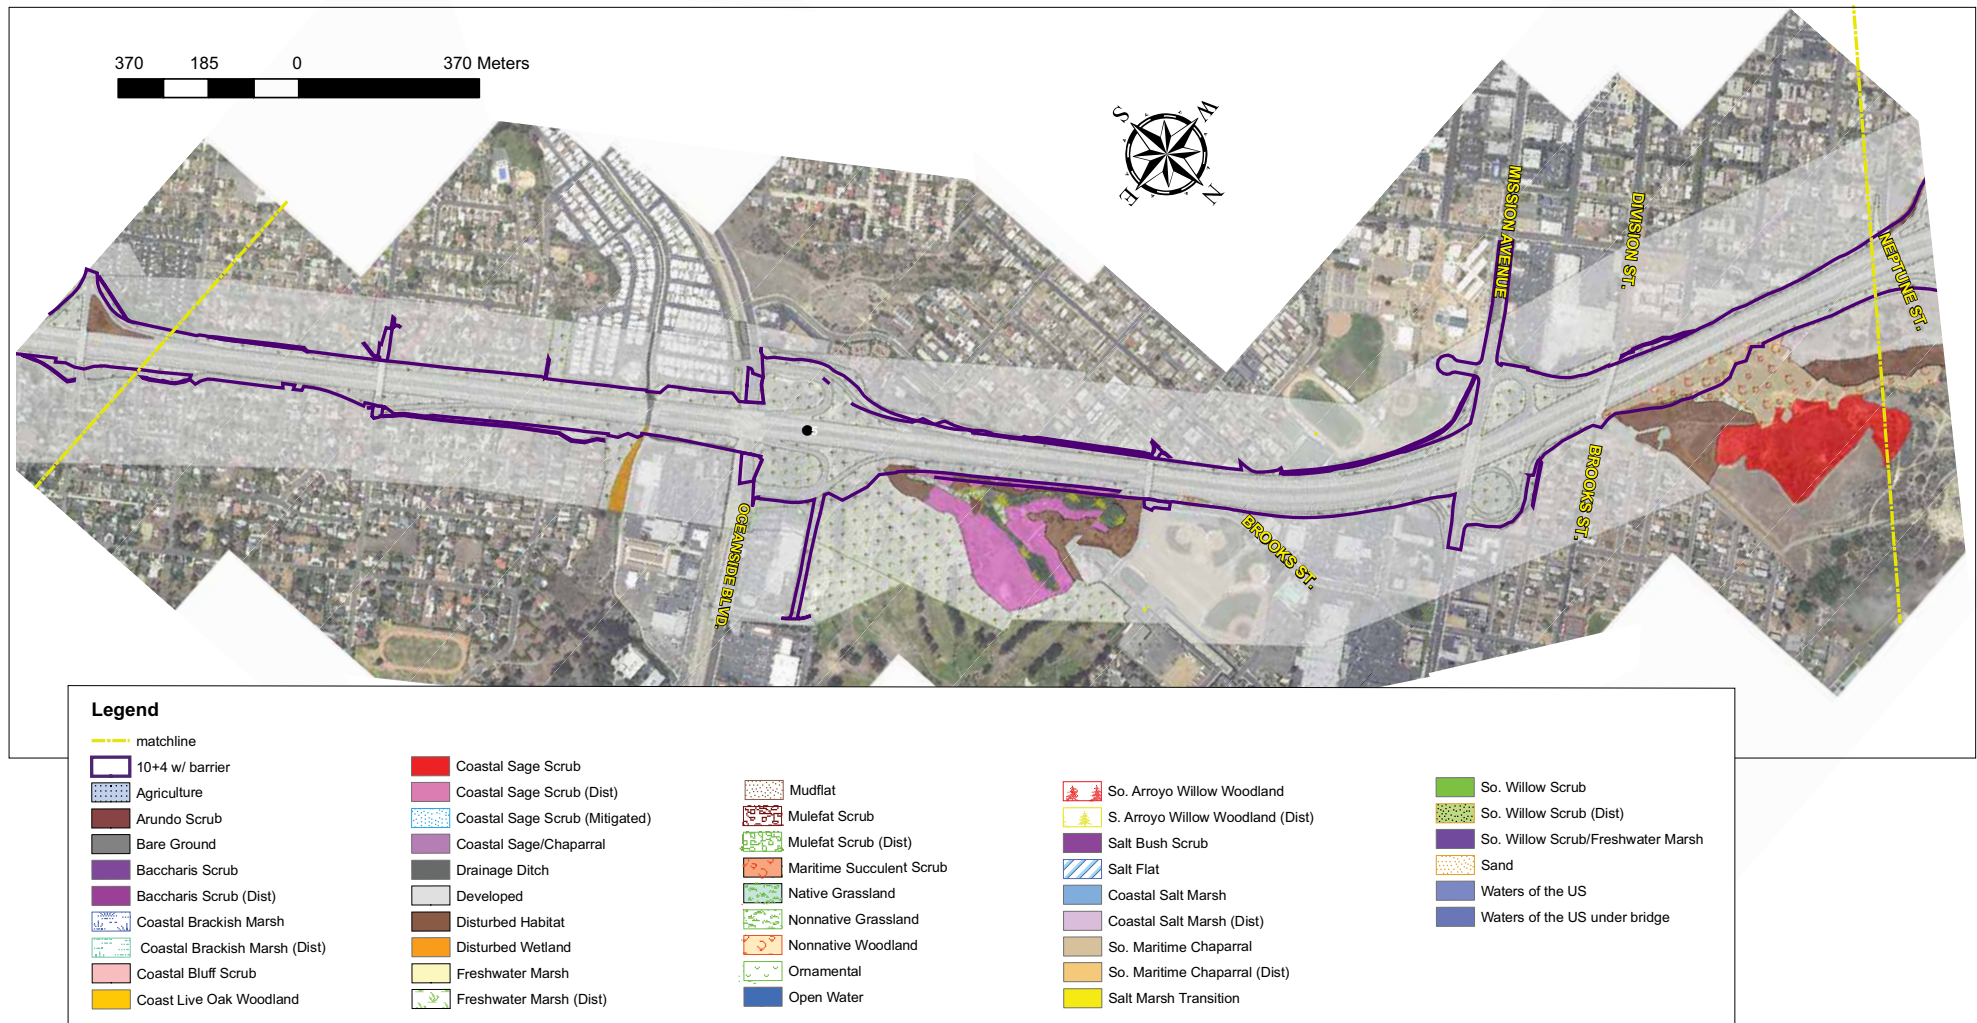 370 185 0 370 Meters
S
W
E
N
MISSION AVENUE
DIVISION ST.
NEPTUNE ST.
OCEANSIDE BLVD.
BROOKS ST.
BROOKS ST.
Legend
matchline
10+4 w/ barrier
Agriculture
Arundo Scrub
Bare Ground
Baccharis Scrub
Baccharis Scrub (Dist)
Coastal Brackish Marsh
Coastal Brackish Marsh (Dist)
Coastal Bluff Scrub
Coast Live Oak Woodland
Coastal Sage Scrub
Coastal Sage Scrub (Dist)
Coastal Sage Scrub (Mitigated)
Coastal Sage/Chaparral
Drainage Ditch
Developed
Disturbed Habitat
Disturbed Wetland
Freshwater Marsh
Freshwater Marsh (Dist)
Mudflat
Mulefat Scrub
Mulefat Scrub (Dist)
Maritime Succulent Scrub
Native Grassland
Nonnative Grassland
Nonnative Woodland
Ornamental
Open Water
So. Arroyo Willow Woodland
S. Arroyo Willow Woodland (Dist)
Salt Bush Scrub
Salt Flat
Coastal Salt Marsh
Coastal Salt Marsh (Dist)
So. Maritime Chaparral
So. Maritime Chaparral (Dist)
Salt Marsh Transition
So. Willow Scrub
So. Willow Scrub (Dist)
So. Willow Scrub/Freshwater Marsh
Sand
Waters of the US
Waters of the US under bridge